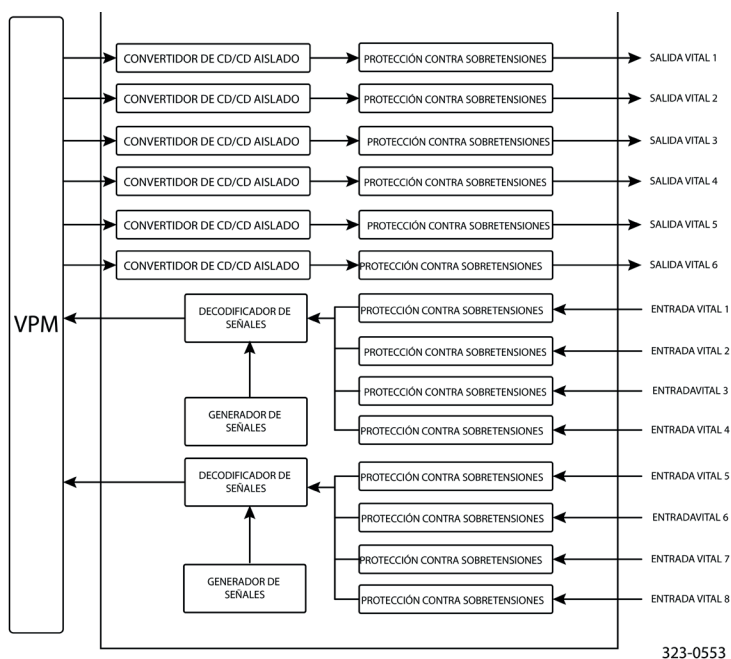 CONVERTIDOR DE CD/CD AISLADO PROTECCIÓN CONTRA SOBRETENSIONES SALIDA VITAL 1
CONVERTIDOR DE CD/CD AISLADO PROTECCIÓN CONTRA SOBRETENSIONES SALIDA VITAL 2
CONVERTIDOR DE CD/CD AISLADO PROTECCIÓN CONTRA SOBRETENSIONES SALIDA VITAL 3
CONVERTIDOR DE CD/CD AISLADO PROTECCIÓN CONTRA SOBRETENSIONES SALIDA VITAL 4
CONVERTIDOR DE CD/CD AISLADO PROTECCIÓN CONTRA SOBRETENSIONES SALIDA VITAL 5
CONVERTIDOR DE CD/CD AISLADO PROTECCIÓN CONTRA SOBRETENSIONES SALIDA VITAL 6
VPM
DECODIFICADOR DE
SEÑALES
PROTECCIÓN CONTRA SOBRETENSIONES ENTRADA VITAL 1
PROTECCIÓN CONTRA SOBRETENSIONES ENTRADA VITAL 2
PROTECCIÓN CONTRA SOBRETENSIONES ENTRADAVITAL 3
GENERADOR DE
SEÑALES
PROTECCIÓN CONTRA SOBRETENSIONES ENTRADA VITAL 4
DECODIFICADOR DE
SEÑALES
PROTECCIÓN CONTRA SOBRETENSIONES ENTRADA VITAL 5
PROTECCIÓN CONTRA SOBRETENSIONES ENTRADAVITAL 6
PROTECCIÓN CONTRA SOBRETENSIONES ENTRADA VITAL 7
GENERADOR DE
SEÑALES
PROTECCIÓN CONTRA SOBRETENSIONES ENTRADA VITAL 8
323-0553